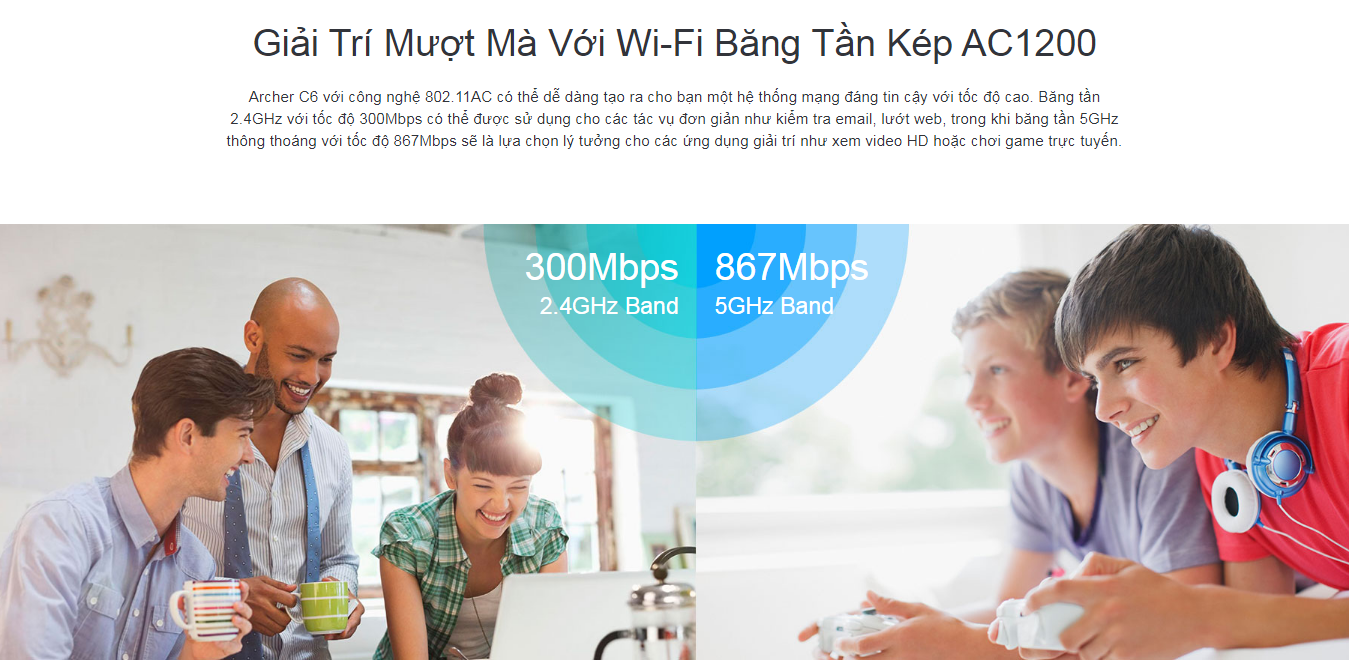 Giải Trí Mượt Mà Với Wi-Fi Băng Tần Kép AC1200
Archer C6 với công nghệ 802.11AC có thể dễ dàng tạo ra cho bạn một hệ thống mạng đáng tin cậy với tốc độ cao. Băng tần
2.4GHz với tốc độ 300Mbps có thể được sử dụng cho các tác vụ đơn giản như kiểm tra email, lướt web, trong khi băng tần 5GHz
thông thoáng với tốc độ 867Mbps sẽ là lựa chọn lý tưởng cho các ứng dụng giải trí như xem video HD hoặc chơi game trực tuyến.
300Mbps
2.4GHz Band
867Mbps
5GHz Band